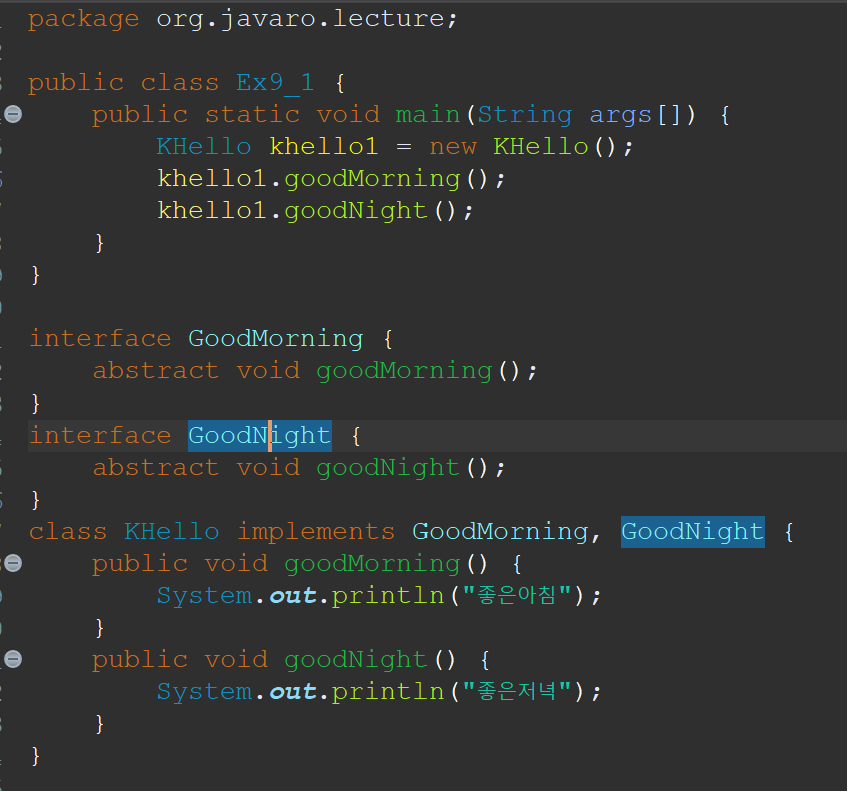 package org.javaro.lecture;
public class Ex9_1 {
public static void main(String args[]) {
KHello khello1 = new KHello();
khello1.goodMorning();
khello1.goodNight();
}
}
interface GoodMorning {
abstract void goodMorning();
}
interface GoodNight {
abstract void goodNight();
}
class KHello implements GoodMorning, GoodNight {
public void goodMorning() {
System.out.println("좋은아침");
}
public void goodNight() {
System.out.println("좋은저녁");
}
}